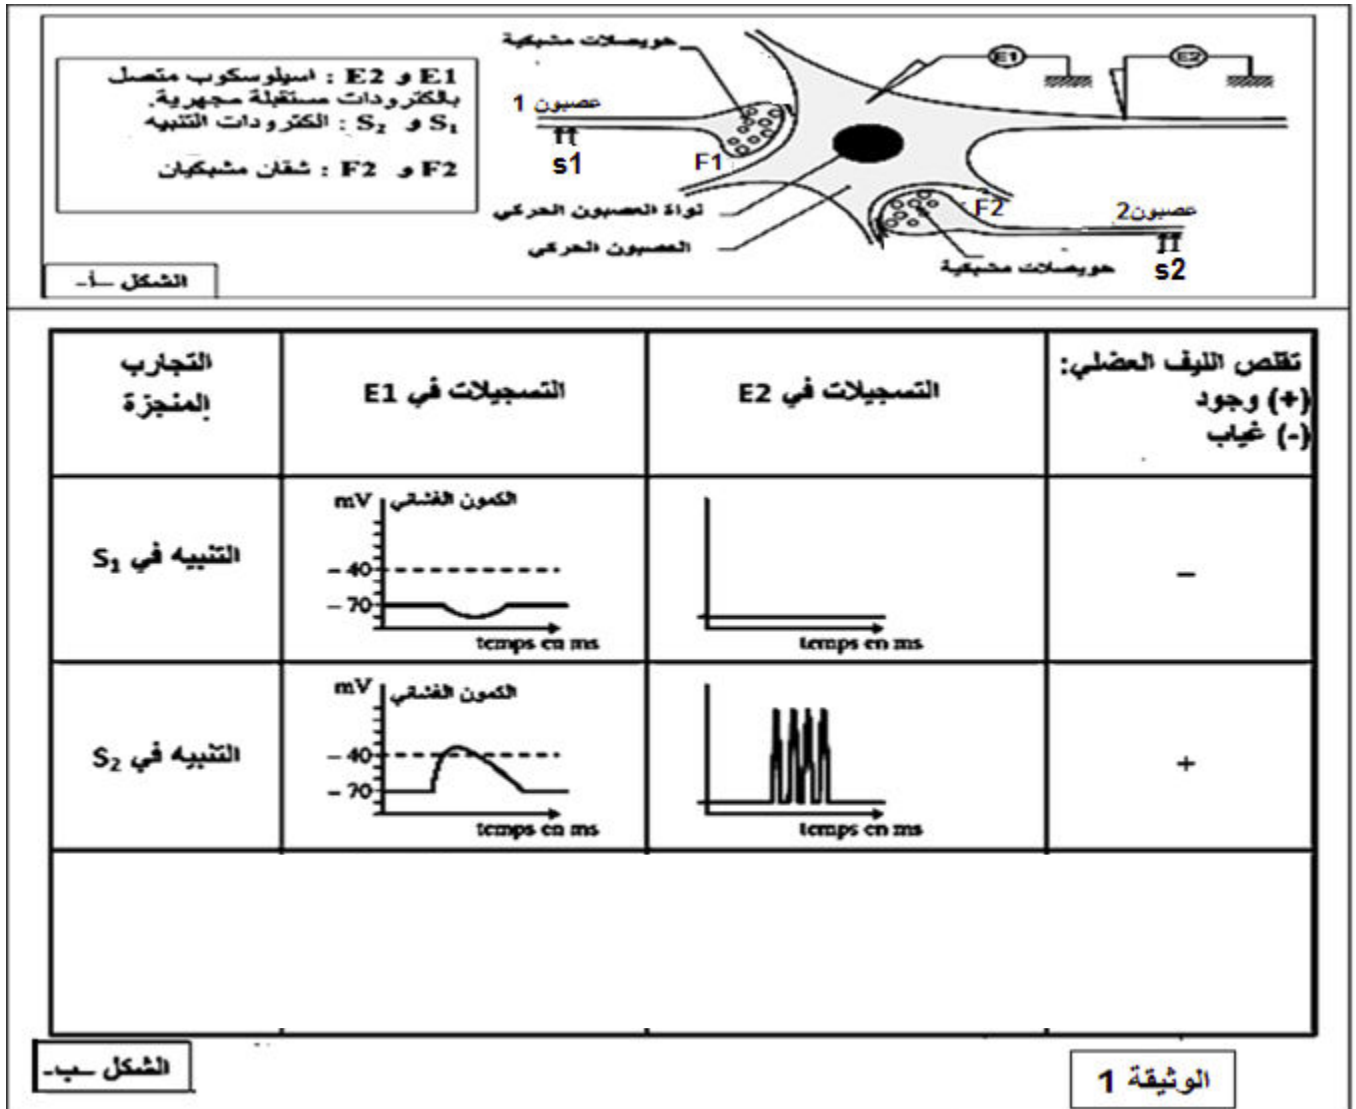 E1 و E2 : اسيلوسكوب متصل
بالكترودات مستقبلة مجهرية.
S1 و S2 : الكترودات التنبيه
F2 و F2 : شقان مشبكيان
هويصلات مشبكية
عصبون 1
s1
F1
E1
E2
نواة العصبون الحركي
العصبون الحركي
F2
عصبون2
s2
هويصلات مشبكية
الشكل -أ-
التجارب المنجزة
التسجيلات في E1
التسجيلات في E2
تقلص الليف العضلي:
(+) وجود
(-) غياب
التنبيه في S1
mV
الكمون الغشائي
– 40
– 70
temps en ms
temps en ms
–
التنبيه في S2
mV
الكمون الغشائي
– 40
– 70
temps en ms
temps en ms
+
الشكل -ب-
الوثيقة 1